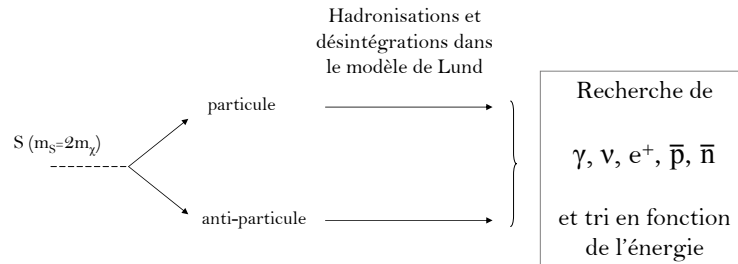 Hadronisations et
désintégrations dans
le modèle de Lund
particule
S (mS=2mχ)
anti-particule
Recherche de
γ, ν, e⁺, p̅, n̅
et tri en fonction
de l'énergie